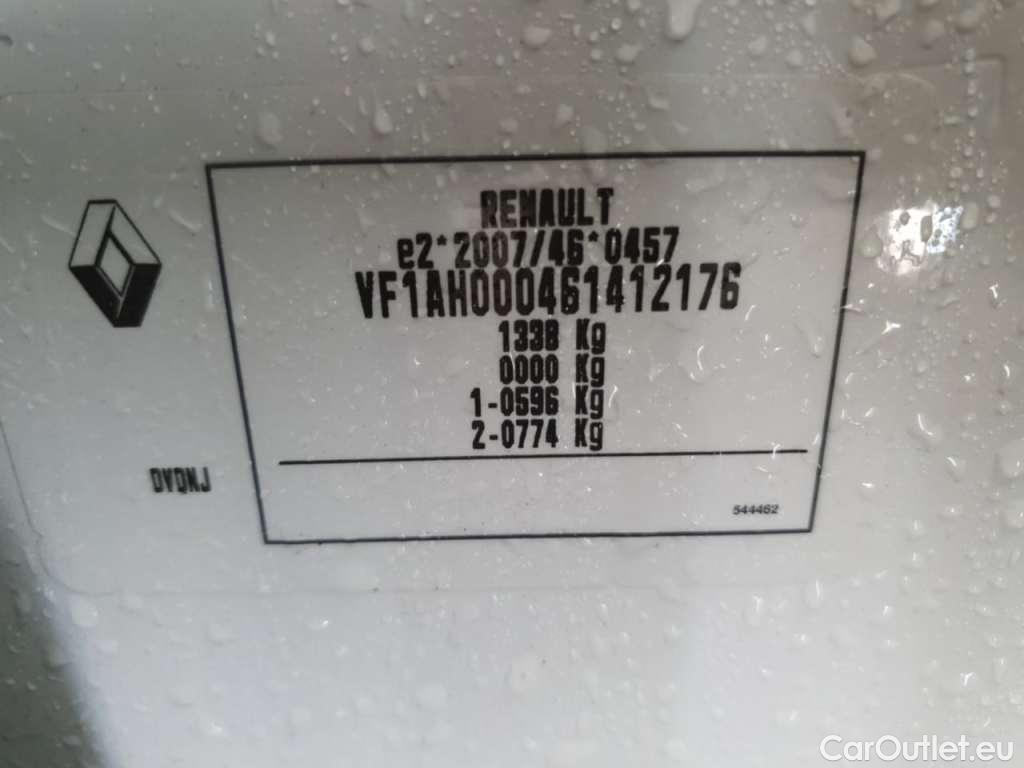 RENAULT
e2*2007/46*0457
VF1AH000461412176
1338 Kg
0000 Kg
1-0596 Kg
2-0774 Kg
DVQNJ
544462
CarOutlet.eu